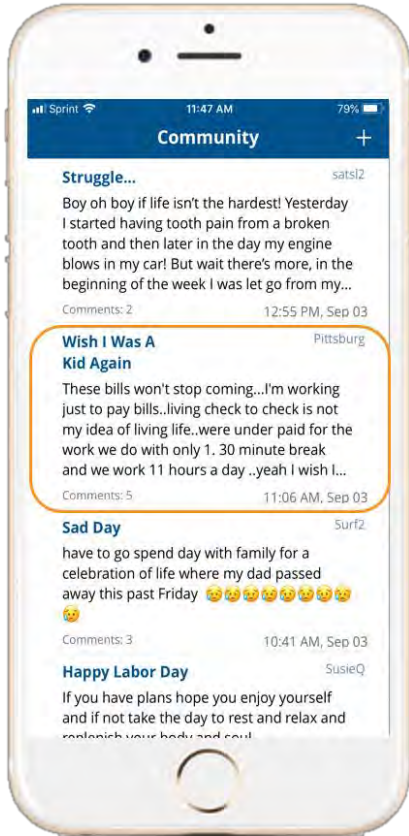 Sprint 11:47 AM 79%
Community +
Struggle... satsl2
Boy oh boy if life isn't the hardest! Yesterday
I started having tooth pain from a broken
tooth and then later in the day my engine
blows in my car! But wait there's more, in the
beginning of the week I was let go from my...
Comments: 2 12:55 PM, Sep 03
Wish I Was A Pittsburg
Kid Again
These bills won't stop coming...I'm working
just to pay bills..living check to check is not
my idea of living life..were under paid for the
work we do with only 1. 30 minute break
and we work 11 hours a day ..yeah I wish I...
Comments: 5 11:06 AM, Sep 03
Sad Day Surf2
have to go spend day with family for a
celebration of life where my dad passed
away this past Friday 😥😥😥😥😥😥😥😥
😥
Comments: 3 10:41 AM, Sep 03
Happy Labor Day SusieQ
If you have plans hope you enjoy yourself
and if not take the day to rest and relax and
replenish your body and soul